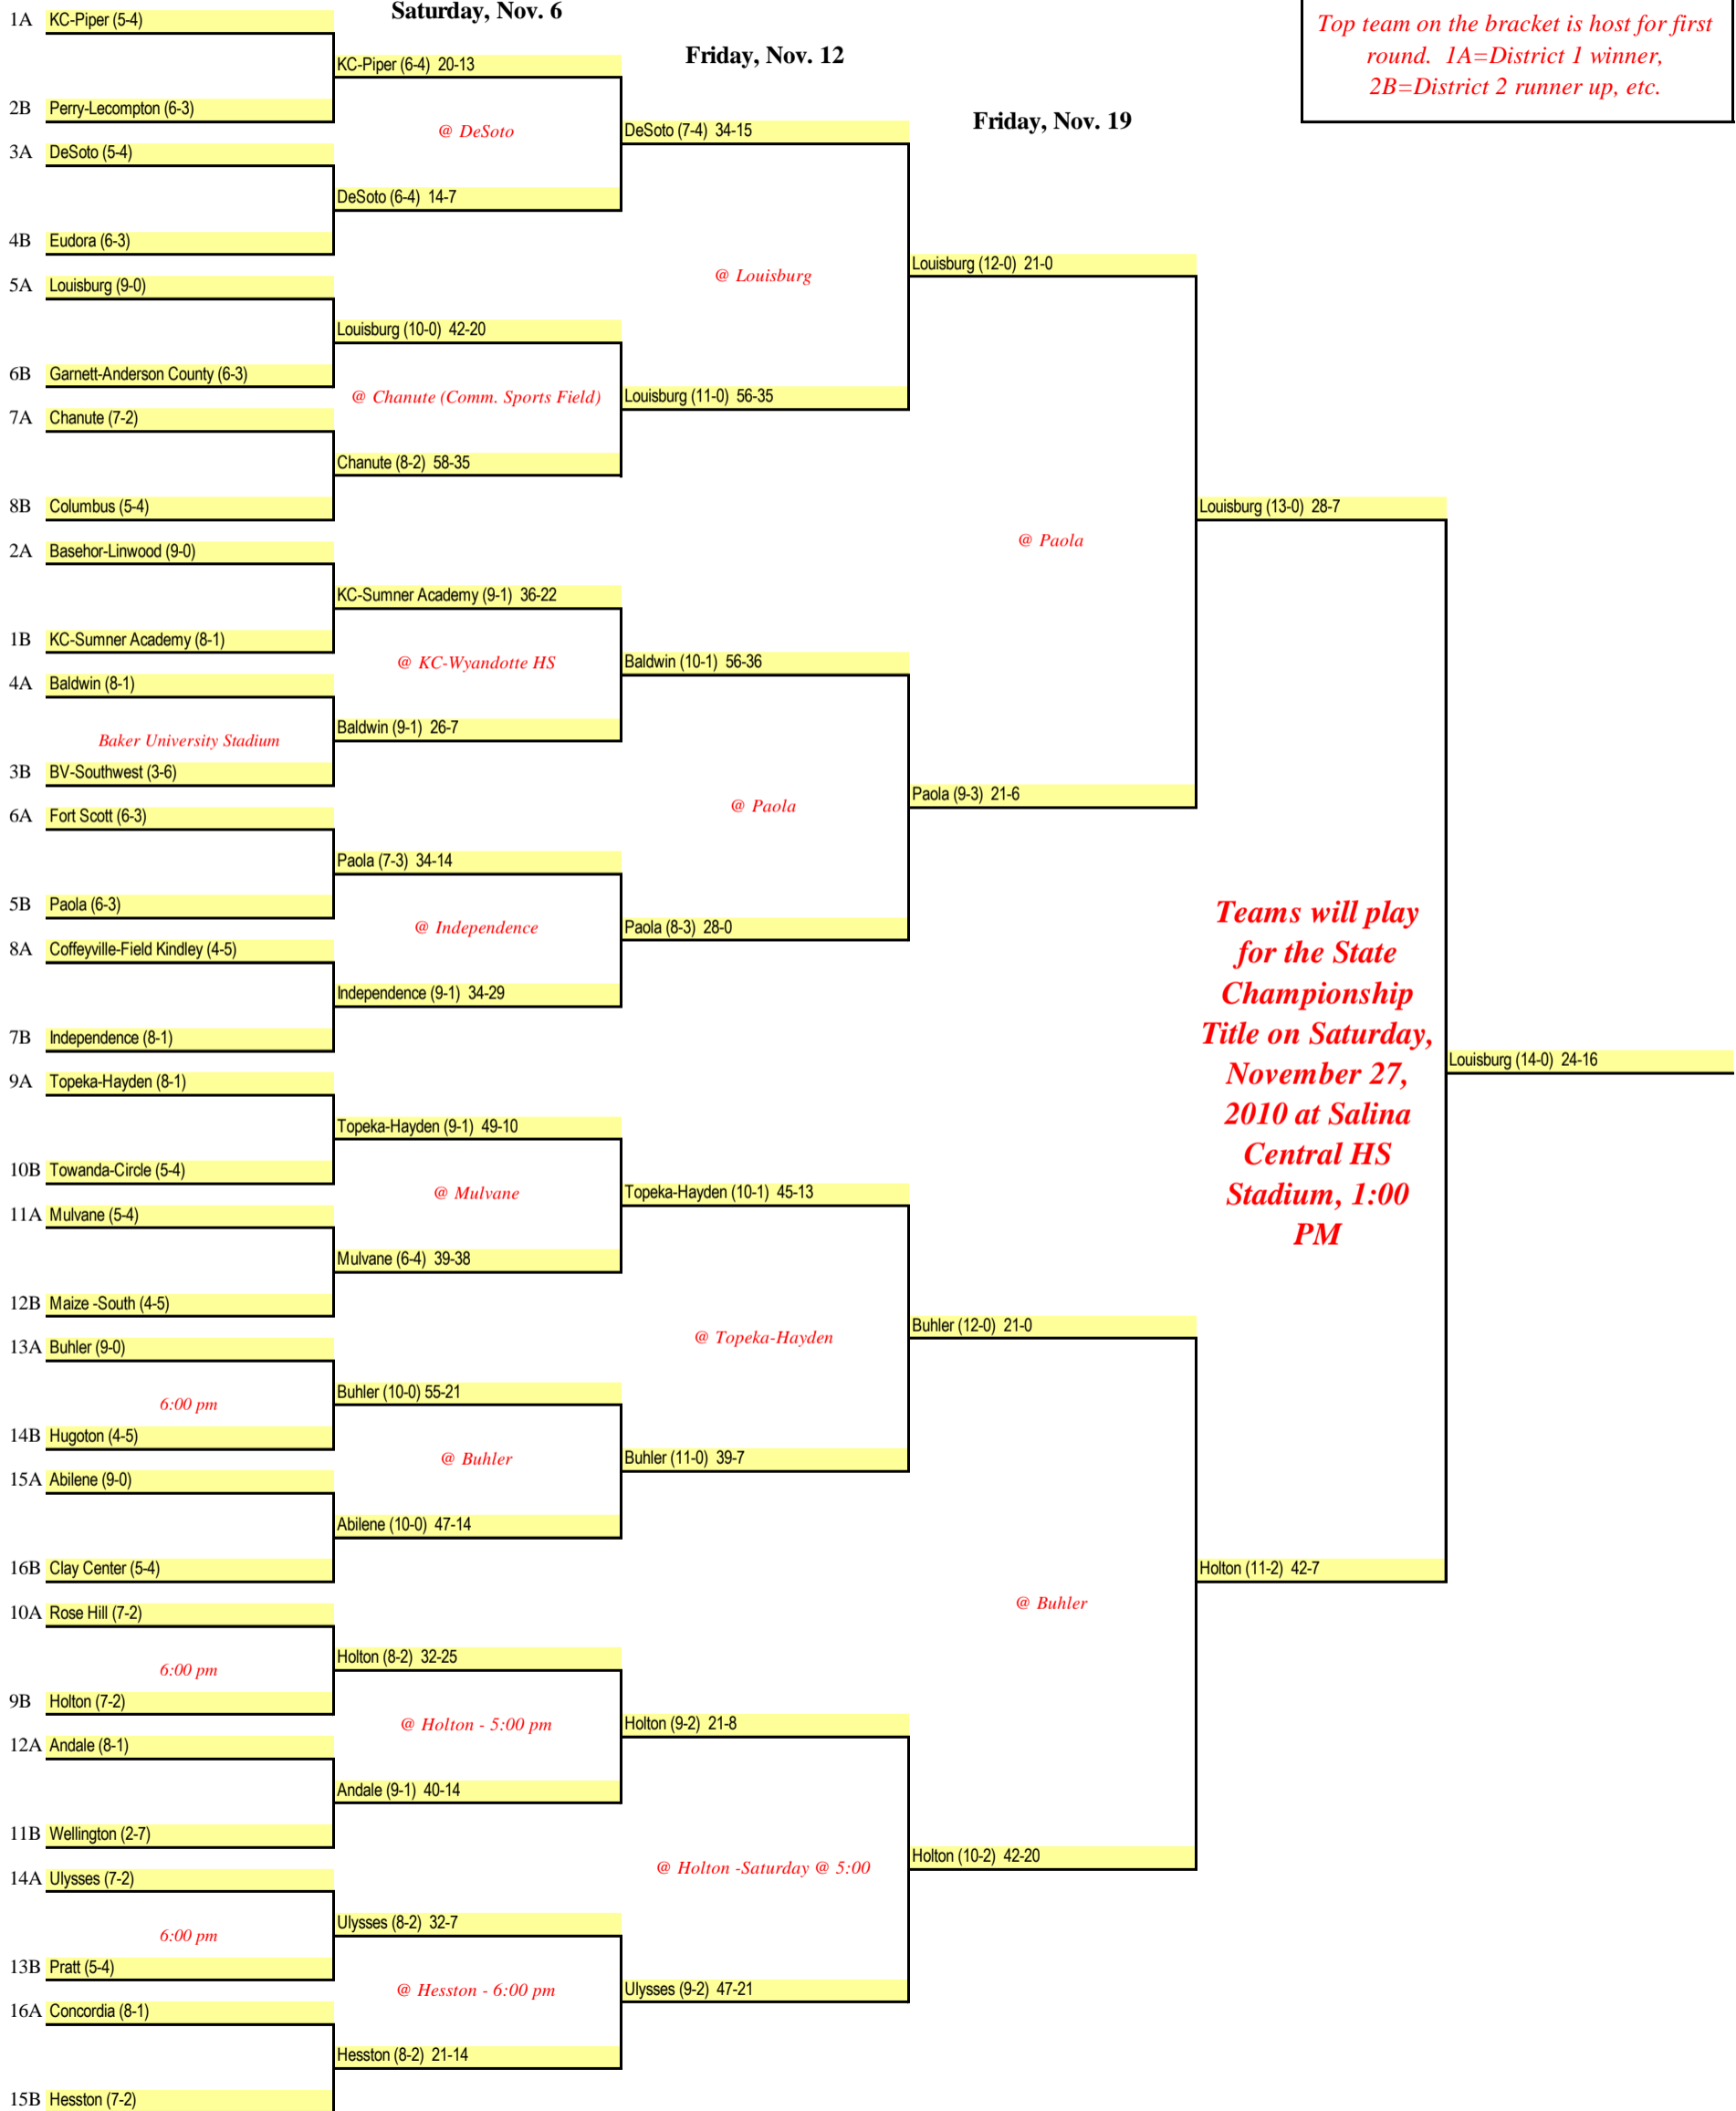 Saturday, Nov. 6
Friday, Nov. 12
Friday, Nov. 19
Top team on the bracket is host for first
round.  1A=District 1 winner,
2B=District 2 runner up, etc.
1A KC-Piper (5-4)
KC-Piper (6-4)  20-13
2B Perry-Lecompton (6-3)
@ DeSoto
DeSoto (7-4)  34-15
3A DeSoto (5-4)
DeSoto (6-4)  14-7
4B Eudora (6-3)
@ Louisburg
Louisburg (12-0)  21-0
5A Louisburg (9-0)
Louisburg (10-0)  42-20
6B Garnett-Anderson County (6-3)
@ Chanute (Comm. Sports Field)
Louisburg (11-0)  56-35
7A Chanute (7-2)
Chanute (8-2)  58-35
8B Columbus (5-4)
Louisburg (13-0)  28-7
@ Paola
2A Basehor-Linwood (9-0)
KC-Sumner Academy (9-1)  36-22
1B KC-Sumner Academy (8-1)
@ KC-Wyandotte HS
Baldwin (10-1)  56-36
4A Baldwin (8-1)
Baldwin (9-1)  26-7
Baker University Stadium
3B BV-Southwest (3-6)
Paola (9-3)  21-6
@ Paola
6A Fort Scott (6-3)
Paola (7-3)  34-14
5B Paola (6-3)
@ Independence
Paola (8-3)  28-0
8A Coffeyville-Field Kindley (4-5)
Independence (9-1)  34-29
7B Independence (8-1)
Teams will play
for the State
Championship
Title on Saturday,
November 27,
2010 at Salina
Central HS
Stadium, 1:00
PM
Louisburg (14-0)  24-16
9A Topeka-Hayden (8-1)
Topeka-Hayden (9-1)  49-10
10B Towanda-Circle (5-4)
@ Mulvane
Topeka-Hayden (10-1)  45-13
11A Mulvane (5-4)
Mulvane (6-4)  39-38
12B Maize -South (4-5)
@ Topeka-Hayden
Buhler (12-0)  21-0
13A Buhler (9-0)
Buhler (10-0) 55-21
6:00 pm
14B Hugoton (4-5)
@ Buhler
Buhler (11-0)  39-7
15A Abilene (9-0)
Abilene (10-0)  47-14
16B Clay Center (5-4)
Holton (11-2)  42-7
@ Buhler
10A Rose Hill (7-2)
Holton (8-2)  32-25
6:00 pm
9B Holton (7-2)
@ Holton - 5:00 pm
Holton (9-2)  21-8
12A Andale (8-1)
Andale (9-1)  40-14
11B Wellington (2-7)
@ Holton -Saturday @ 5:00
Holton (10-2)  42-20
14A Ulysses (7-2)
Ulysses (8-2)  32-7
6:00 pm
13B Pratt (5-4)
@ Hesston - 6:00 pm
Ulysses (9-2)  47-21
16A Concordia (8-1)
Hesston (8-2)  21-14
15B Hesston (7-2)